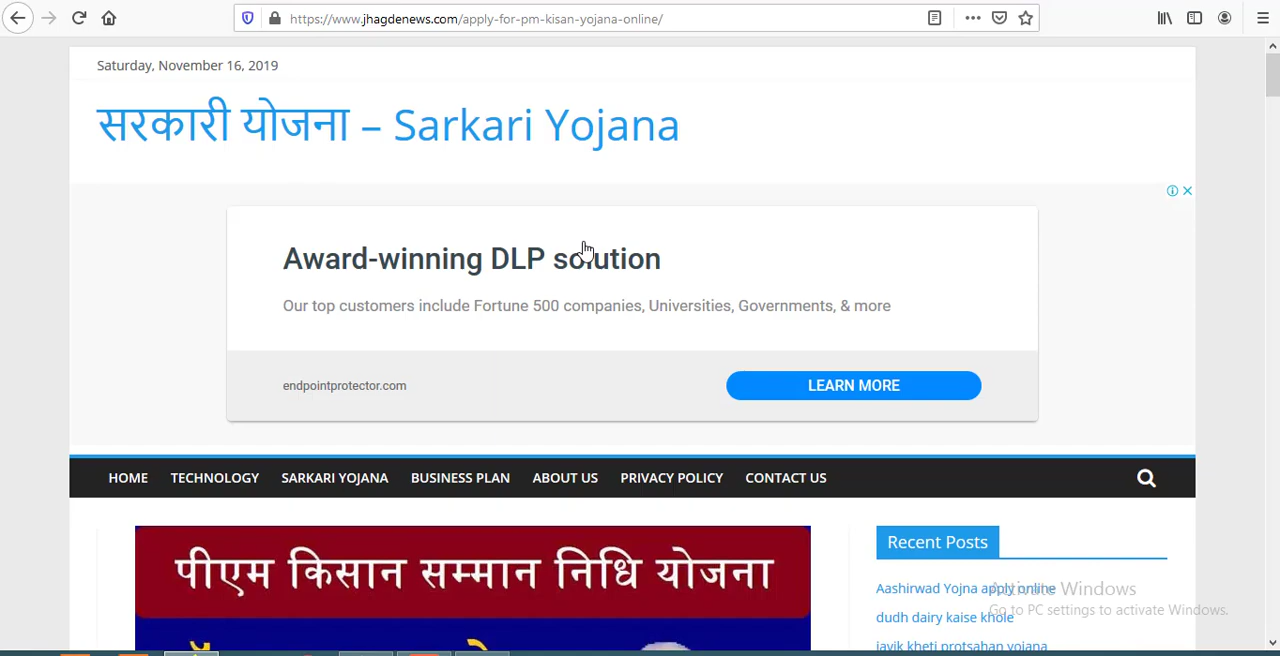 https://www.jhagdenews.com/apply-for-pm-kisan-yojana-online/
Saturday, November 16, 2019
सरकारी योजना – Sarkari Yojana
Award-winning DLP solution
Our top customers include Fortune 500 companies, Universities, Governments, & more
endpointprotector.com
LEARN MORE
HOME TECHNOLOGY SARKARI YOJANA BUSINESS PLAN ABOUT US PRIVACY POLICY CONTACT US
पीएम किसान सम्मान निधि योजना
Recent Posts
Aashirwad Yojna apply online
Activate Windows
Go to PC settings to activate Windows.
dudh dairy kaise khole
javik kheti protsahan yojana